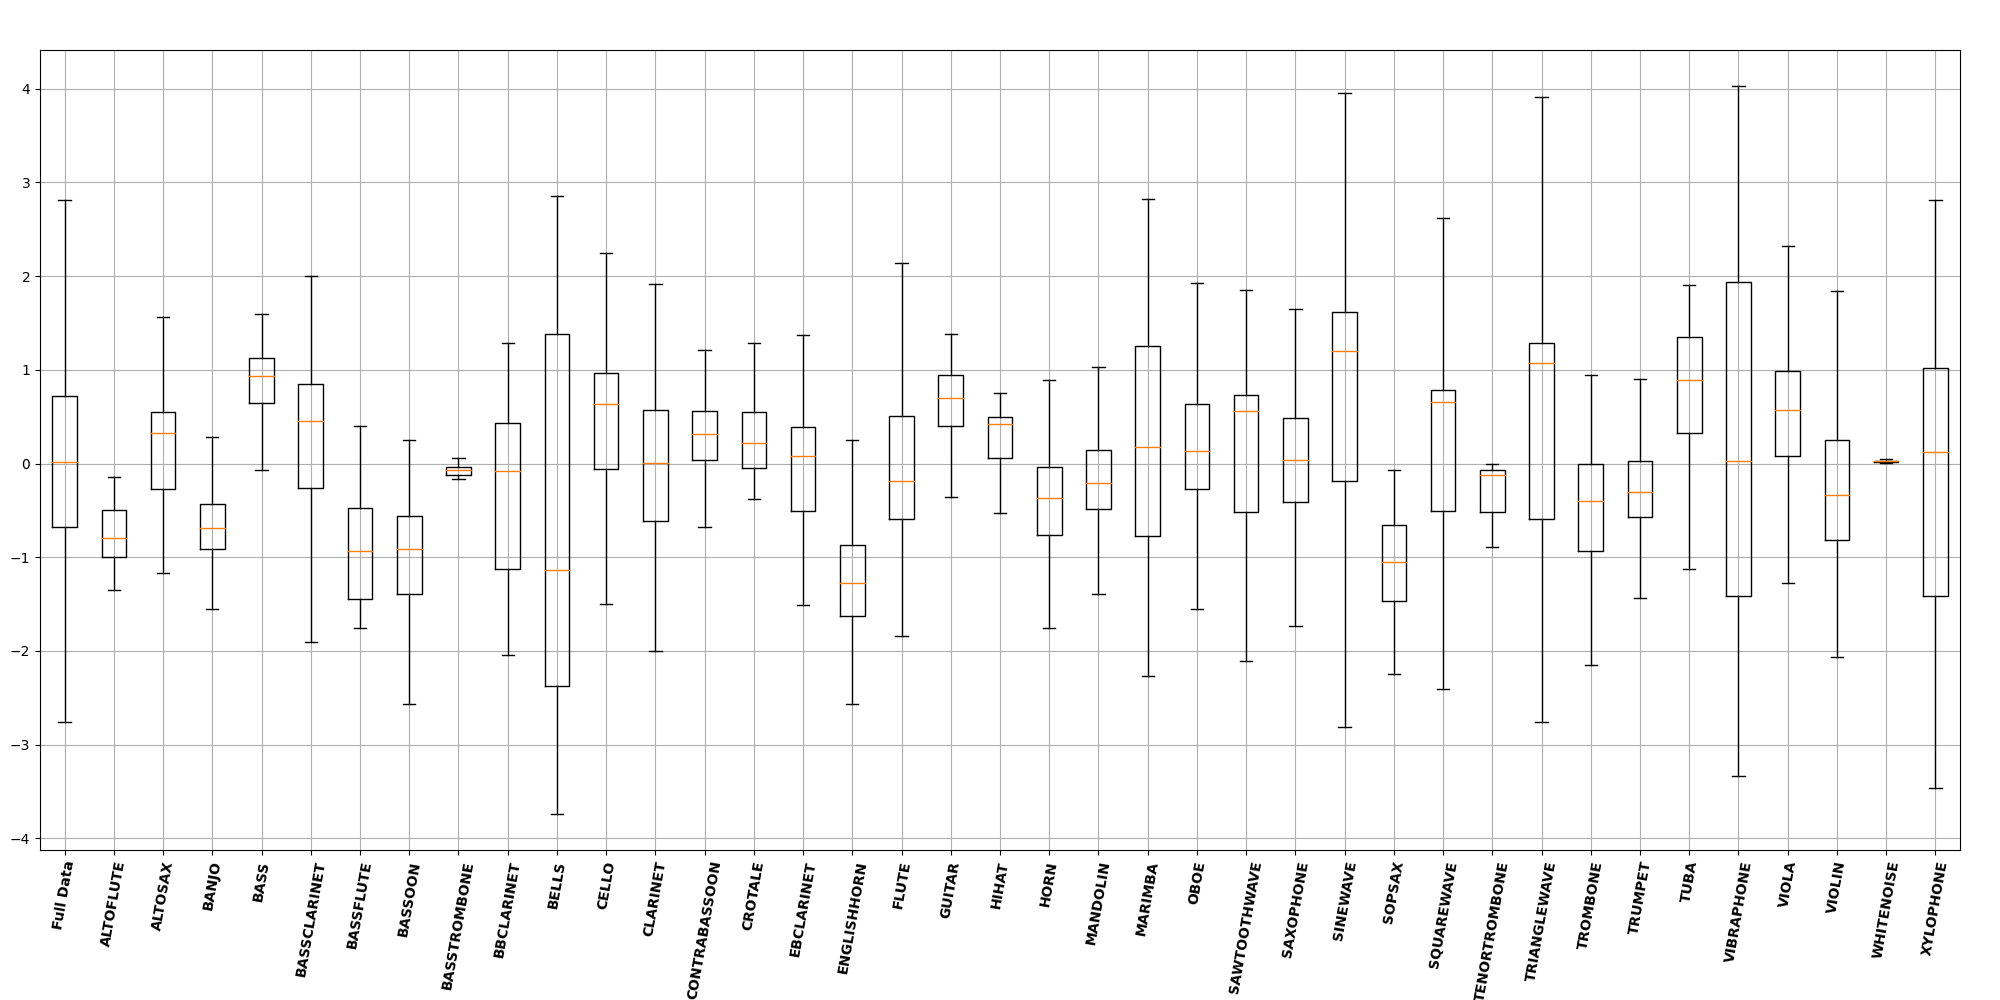 4
3
2
1
0
−1
−2
−3
−4
Full Data
ALTOFLUTE
ALTOSAX
BANJO
BASS
BASSCLARINET
BASSFLUTE
BASSOON
BASSTROMBONE
BBCLARINET
BELLS
CELLO
CLARINET
CONTRABASSOON
CROTALE
EBCLARINET
ENGLISHHORN
FLUTE
GUITAR
HIHAT
HORN
MANDOLIN
MARIMBA
OBOE
SAWTOOTHWAVE
SAXOPHONE
SINEWAVE
SOPSAX
SQUAREWAVE
TENORTROMBONE
TRIANGLEWAVE
TROMBONE
TRUMPET
TUBA
VIBRAPHONE
VIOLA
VIOLIN
WHITENOISE
XYLOPHONE